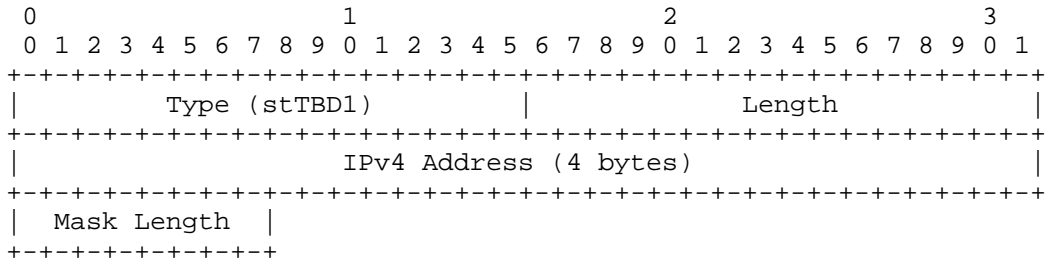 0                   1                   2                   3
 0 1 2 3 4 5 6 7 8 9 0 1 2 3 4 5 6 7 8 9 0 1 2 3 4 5 6 7 8 9 0 1
+-+-+-+-+-+-+-+-+-+-+-+-+-+-+-+-+-+-+-+-+-+-+-+-+-+-+-+-+-+-+-+-+
|         Type (stTBD1)         |             Length            |
+-+-+-+-+-+-+-+-+-+-+-+-+-+-+-+-+-+-+-+-+-+-+-+-+-+-+-+-+-+-+-+-+
|                    IPv4 Address (4 bytes)                     |
+-+-+-+-+-+-+-+-+-+-+-+-+-+-+-+-+-+-+-+-+-+-+-+-+-+-+-+-+-+-+-+-+
|  Mask Length  |
+-+-+-+-+-+-+-+-+